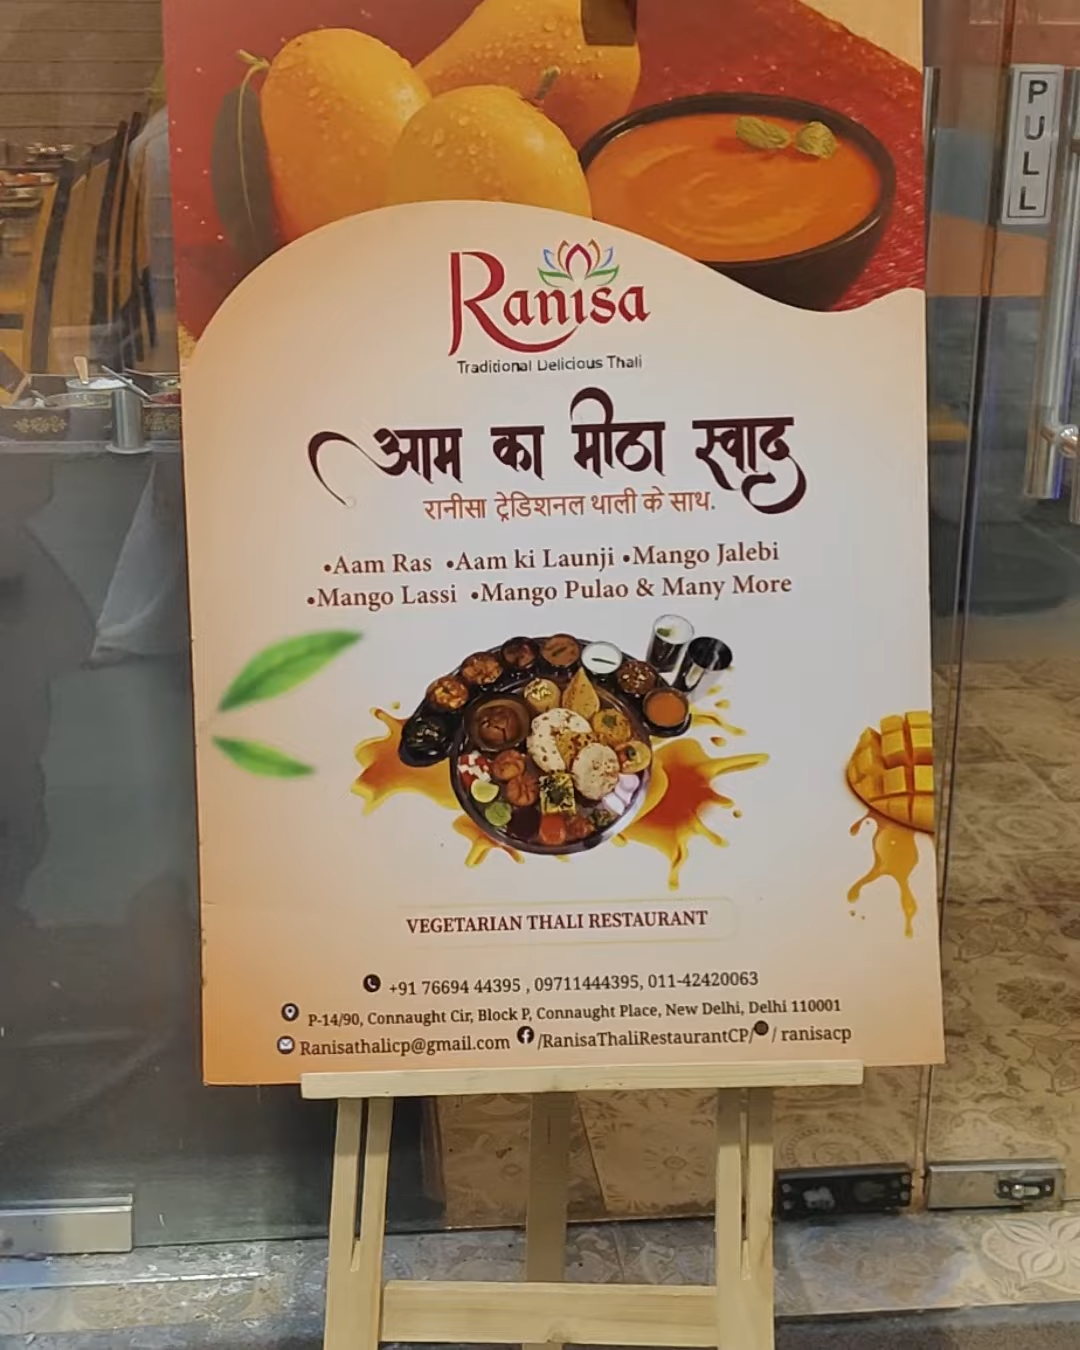 PULL
Ranisa
Traditional Delicious Thali
आम का मीठा स्वाद
रानीसा ट्रेडिशनल थाली के साथ.
•Aam Ras •Aam ki Launji •Mango Jalebi
•Mango Lassi •Mango Pulao & Many More
VEGETARIAN THALI RESTAURANT
+91 76694 44395 , 09711444395, 011-42420063
P-14/90, Connaught Cir, Block P, Connaught Place, New Delhi, Delhi 110001
Ranisathalicp@gmail.com /RanisaThaliRestaurantCP/ / ranisacp